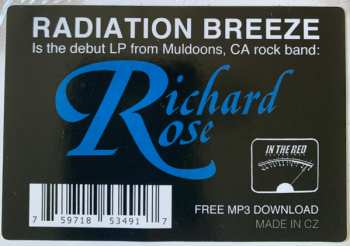 RADIATION BREEZE
Is the debut LP from Muldoons, CA rock band:
Richard
Rose
IN THE RED
7 59718 53491 7
FREE MP3 DOWNLOAD
MADE IN CZ